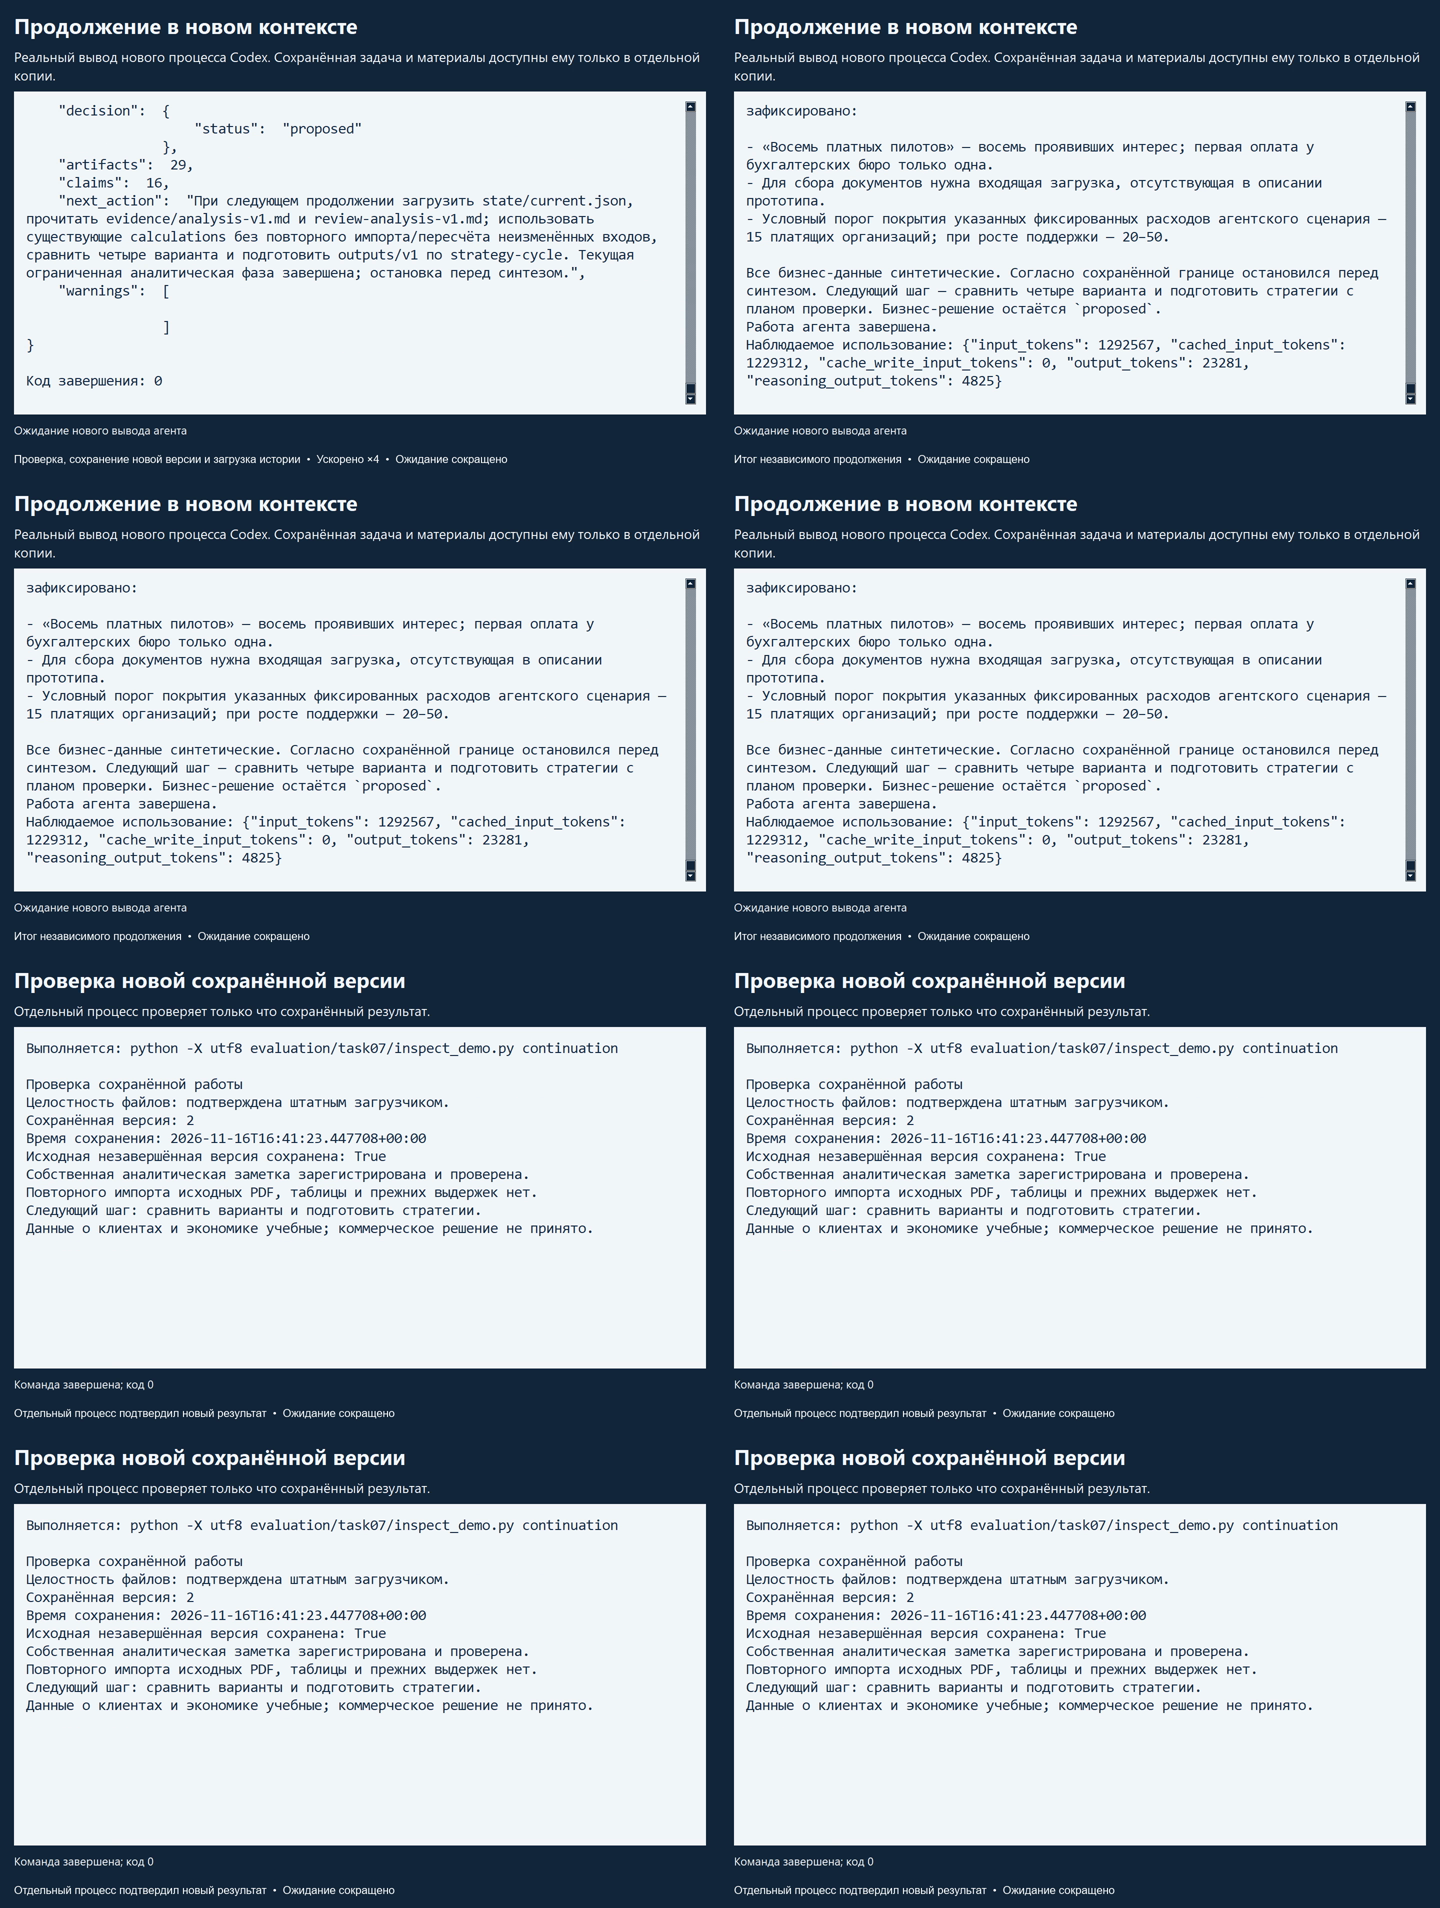 Продолжение в новом контексте
Реальный вывод нового процесса Codex. Сохранённая задача и материалы доступны ему только в отдельной
копии.
"decision":  {
"status":  "proposed"
},
"artifacts":  29,
"claims":  16,
"next_action":  "При следующем продолжении загрузить state/current.json,
прочитать evidence/analysis-v1.md и review-analysis-v1.md; использовать
существующие calculations без повторного импорта/пересчёта неизменённых входов,
сравнить четыре варианта и подготовить outputs/v1 по strategy-cycle. Текущая
ограниченная аналитическая фаза завершена; остановка перед синтезом.",
"warnings":  [
]
}
Код завершения: 0
Ожидание нового вывода агента
Проверка, сохранение новой версии и загрузка истории • Ускорено ×4 • Ожидание сокращено
Продолжение в новом контексте
Реальный вывод нового процесса Codex. Сохранённая задача и материалы доступны ему только в отдельной
копии.
зафиксировано:
- «Восемь платных пилотов» — восемь проявивших интерес; первая оплата у
бухгалтерских бюро только одна.
- Для сбора документов нужна входящая загрузка, отсутствующая в описании
прототипа.
- Условный порог покрытия указанных фиксированных расходов агентского сценария —
15 платящих организаций; при росте поддержки — 20–50.
Все бизнес-данные синтетические. Согласно сохранённой границе остановился перед
синтезом. Следующий шаг — сравнить четыре варианта и подготовить стратегии с
планом проверки. Бизнес-решение остаётся `proposed`.
Работа агента завершена.
Наблюдаемое использование: {"input_tokens": 1292567, "cached_input_tokens":
1229312, "cache_write_input_tokens": 0, "output_tokens": 23281,
"reasoning_output_tokens": 4825}
Ожидание нового вывода агента
Итог независимого продолжения • Ожидание сокращено
Продолжение в новом контексте
Реальный вывод нового процесса Codex. Сохранённая задача и материалы доступны ему только в отдельной
копии.
зафиксировано:
- «Восемь платных пилотов» — восемь проявивших интерес; первая оплата у
бухгалтерских бюро только одна.
- Для сбора документов нужна входящая загрузка, отсутствующая в описании
прототипа.
- Условный порог покрытия указанных фиксированных расходов агентского сценария —
15 платящих организаций; при росте поддержки — 20–50.
Все бизнес-данные синтетические. Согласно сохранённой границе остановился перед
синтезом. Следующий шаг — сравнить четыре варианта и подготовить стратегии с
планом проверки. Бизнес-решение остаётся `proposed`.
Работа агента завершена.
Наблюдаемое использование: {"input_tokens": 1292567, "cached_input_tokens":
1229312, "cache_write_input_tokens": 0, "output_tokens": 23281,
"reasoning_output_tokens": 4825}
Ожидание нового вывода агента
Итог независимого продолжения • Ожидание сокращено
Продолжение в новом контексте
Реальный вывод нового процесса Codex. Сохранённая задача и материалы доступны ему только в отдельной
копии.
зафиксировано:
- «Восемь платных пилотов» — восемь проявивших интерес; первая оплата у
бухгалтерских бюро только одна.
- Для сбора документов нужна входящая загрузка, отсутствующая в описании
прототипа.
- Условный порог покрытия указанных фиксированных расходов агентского сценария —
15 платящих организаций; при росте поддержки — 20–50.
Все бизнес-данные синтетические. Согласно сохранённой границе остановился перед
синтезом. Следующий шаг — сравнить четыре варианта и подготовить стратегии с
планом проверки. Бизнес-решение остаётся `proposed`.
Работа агента завершена.
Наблюдаемое использование: {"input_tokens": 1292567, "cached_input_tokens":
1229312, "cache_write_input_tokens": 0, "output_tokens": 23281,
"reasoning_output_tokens": 4825}
Ожидание нового вывода агента
Итог независимого продолжения • Ожидание сокращено
Проверка новой сохранённой версии
Отдельный процесс проверяет только что сохранённый результат.
Выполняется: python -X utf8 evaluation/task07/inspect_demo.py continuation
Проверка сохранённой работы
Целостность файлов: подтверждена штатным загрузчиком.
Сохранённая версия: 2
Время сохранения: 2026-11-16T16:41:23.447708+00:00
Исходная незавершённая версия сохранена: True
Собственная аналитическая заметка зарегистрирована и проверена.
Повторного импорта исходных PDF, таблицы и прежних выдержек нет.
Следующий шаг: сравнить варианты и подготовить стратегии.
Данные о клиентах и экономике учебные; коммерческое решение не принято.
Команда завершена; код 0
Отдельный процесс подтвердил новый результат • Ожидание сокращено
Проверка новой сохранённой версии
Отдельный процесс проверяет только что сохранённый результат.
Выполняется: python -X utf8 evaluation/task07/inspect_demo.py continuation
Проверка сохранённой работы
Целостность файлов: подтверждена штатным загрузчиком.
Сохранённая версия: 2
Время сохранения: 2026-11-16T16:41:23.447708+00:00
Исходная незавершённая версия сохранена: True
Собственная аналитическая заметка зарегистрирована и проверена.
Повторного импорта исходных PDF, таблицы и прежних выдержек нет.
Следующий шаг: сравнить варианты и подготовить стратегии.
Данные о клиентах и экономике учебные; коммерческое решение не принято.
Команда завершена; код 0
Отдельный процесс подтвердил новый результат • Ожидание сокращено
Проверка новой сохранённой версии
Отдельный процесс проверяет только что сохранённый результат.
Выполняется: python -X utf8 evaluation/task07/inspect_demo.py continuation
Проверка сохранённой работы
Целостность файлов: подтверждена штатным загрузчиком.
Сохранённая версия: 2
Время сохранения: 2026-11-16T16:41:23.447708+00:00
Исходная незавершённая версия сохранена: True
Собственная аналитическая заметка зарегистрирована и проверена.
Повторного импорта исходных PDF, таблицы и прежних выдержек нет.
Следующий шаг: сравнить варианты и подготовить стратегии.
Данные о клиентах и экономике учебные; коммерческое решение не принято.
Команда завершена; код 0
Отдельный процесс подтвердил новый результат • Ожидание сокращено
Проверка новой сохранённой версии
Отдельный процесс проверяет только что сохранённый результат.
Выполняется: python -X utf8 evaluation/task07/inspect_demo.py continuation
Проверка сохранённой работы
Целостность файлов: подтверждена штатным загрузчиком.
Сохранённая версия: 2
Время сохранения: 2026-11-16T16:41:23.447708+00:00
Исходная незавершённая версия сохранена: True
Собственная аналитическая заметка зарегистрирована и проверена.
Повторного импорта исходных PDF, таблицы и прежних выдержек нет.
Следующий шаг: сравнить варианты и подготовить стратегии.
Данные о клиентах и экономике учебные; коммерческое решение не принято.
Команда завершена; код 0
Отдельный процесс подтвердил новый результат • Ожидание сокращено